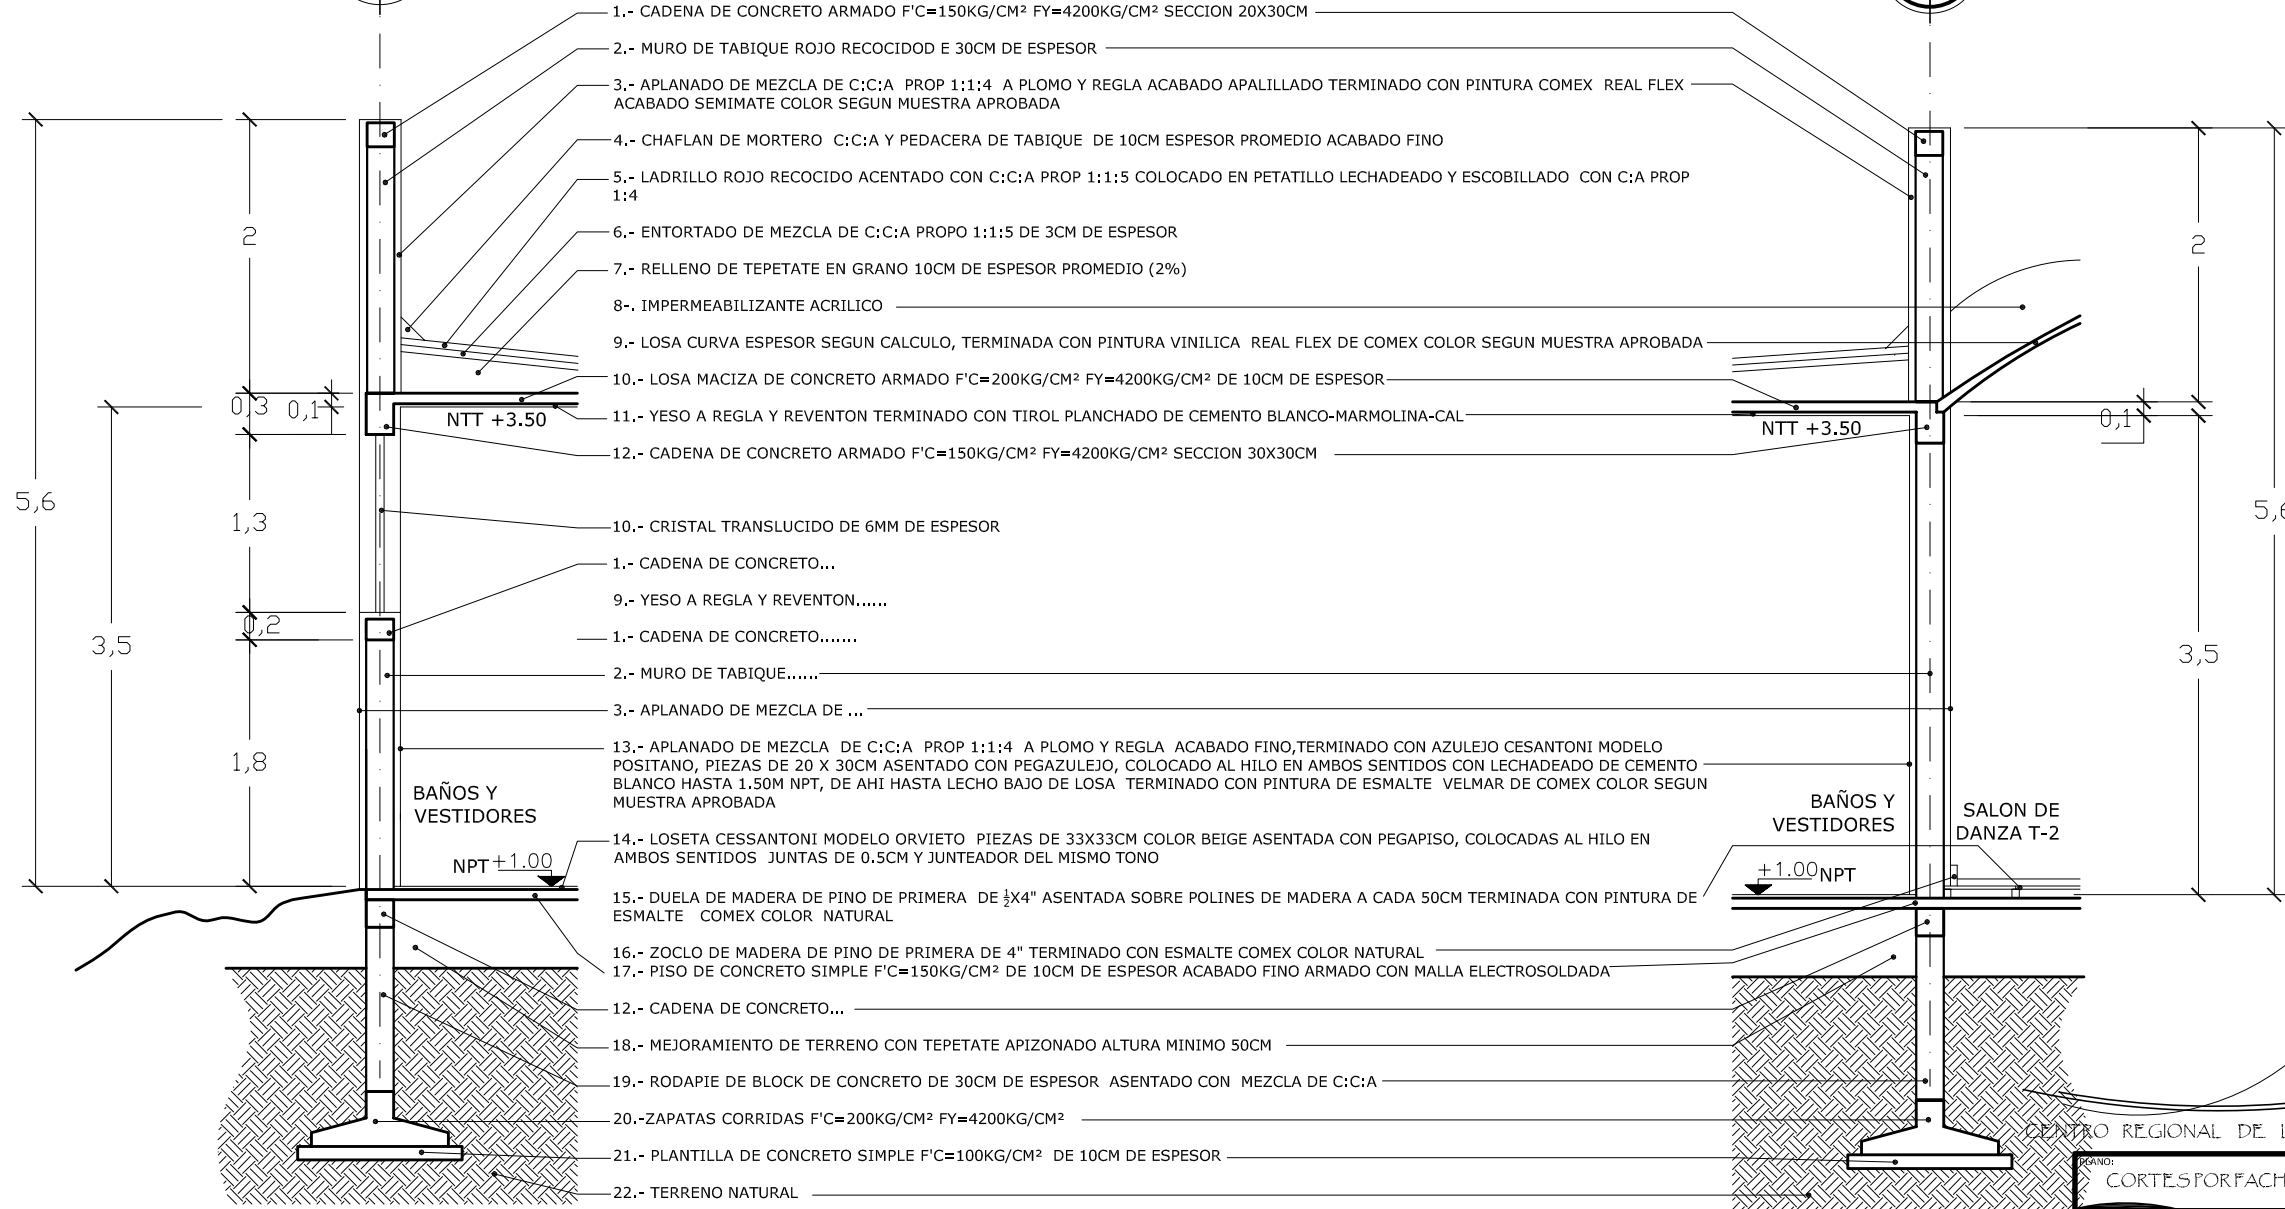 1.- CADENA DE CONCRETO ARMADO F'C=150KG/CM² FY=4200KG/CM² SECCION 20X30CM
2.- MURO DE TABIQUE ROJO RECOCIDOD E 30CM DE ESPESOR
3.- APLANADO DE MEZCLA DE C:C:A PROP 1:1:4 A PLOMO Y REGLA ACABADO APALILLADO TERMINADO CON PINTURA COMEX REAL FLEX
ACABADO SEMIMATE COLOR SEGUN MUESTRA APROBADA
4.- CHAFLAN DE MORTERO C:C:A Y PEDACERA DE TABIQUE DE 10CM ESPESOR PROMEDIO ACABADO FINO
5.- LADRILLO ROJO RECOCIDO ACENTADO CON C:C:A PROP 1:1:5 COLOCADO EN PETATILLO LECHADEADO Y ESCOBILLADO CON C:A PROP
1:4
6.- ENTORTADO DE MEZCLA DE C:C:A PROPO 1:1:5 DE 3CM DE ESPESOR
7.- RELLENO DE TEPETATE EN GRANO 10CM DE ESPESOR PROMEDIO (2%)
8-. IMPERMEABILIZANTE ACRILICO
9.- LOSA CURVA ESPESOR SEGUN CALCULO, TERMINADA CON PINTURA VINILICA REAL FLEX DE COMEX COLOR SEGUN MUESTRA APROBADA
10.- LOSA MACIZA DE CONCRETO ARMADO F'C=200KG/CM² FY=4200KG/CM² DE 10CM DE ESPESOR
11.- YESO A REGLA Y REVENTON TERMINADO CON TIROL PLANCHADO DE CEMENTO BLANCO-MARMOLINA-CAL
12.- CADENA DE CONCRETO ARMADO F'C=150KG/CM² FY=4200KG/CM² SECCION 30X30CM
10.- CRISTAL TRANSLUCIDO DE 6MM DE ESPESOR
1.- CADENA DE CONCRETO...
9.- YESO A REGLA Y REVENTON......
1.- CADENA DE CONCRETO.......
2.- MURO DE TABIQUE......
3.- APLANADO DE MEZCLA DE ...
13.- APLANADO DE MEZCLA DE C:C:A PROP 1:1:4 A PLOMO Y REGLA ACABADO FINO,TERMINADO CON AZULEJO CESANTONI MODELO
POSITANO, PIEZAS DE 20 X 30CM ASENTADO CON PEGAZULEJO, COLOCADO AL HILO EN AMBOS SENTIDOS CON LECHADEADO DE CEMENTO
BLANCO HASTA 1.50M NPT, DE AHI HASTA LECHO BAJO DE LOSA TERMINADO CON PINTURA DE ESMALTE VELMAR DE COMEX COLOR SEGUN
MUESTRA APROBADA
14.- LOSETA CESSANTONI MODELO ORVIETO PIEZAS DE 33X33CM COLOR BEIGE ASENTADA CON PEGAPISO, COLOCADAS AL HILO EN
AMBOS SENTIDOS JUNTAS DE 0.5CM Y JUNTEADOR DEL MISMO TONO
15.- DUELA DE MADERA DE PINO DE PRIMERA DE ½X4" ASENTADA SOBRE POLINES DE MADERA A CADA 50CM TERMINADA CON PINTURA DE
ESMALTE COMEX COLOR NATURAL
16.- ZOCLO DE MADERA DE PINO DE PRIMERA DE 4" TERMINADO CON ESMALTE COMEX COLOR NATURAL
17.- PISO DE CONCRETO SIMPLE F'C=150KG/CM² DE 10CM DE ESPESOR ACABADO FINO ARMADO CON MALLA ELECTROSOLDADA
12.- CADENA DE CONCRETO...
18.- MEJORAMIENTO DE TERRENO CON TEPETATE APIZONADO ALTURA MINIMO 50CM
19.- RODAPIE DE BLOCK DE CONCRETO DE 30CM DE ESPESOR ASENTADO CON MEZCLA DE C:C:A
20.-ZAPATAS CORRIDAS F'C=200KG/CM² FY=4200KG/CM²
21.- PLANTILLA DE CONCRETO SIMPLE F'C=100KG/CM² DE 10CM DE ESPESOR
22.- TERRENO NATURAL
5,6
3,5
2
0,3
0,1
1,3
0,2
1,8
NTT +3.50
BAÑOS Y
VESTIDORES
NPT +1.00
NTT +3.50
BAÑOS Y
VESTIDORES
SALON DE
DANZA T-2
+1.00 NPT
2
0,1
3,5
5,6
CENTRO REGIONAL DE
PLANO:
CORTES POR FACH